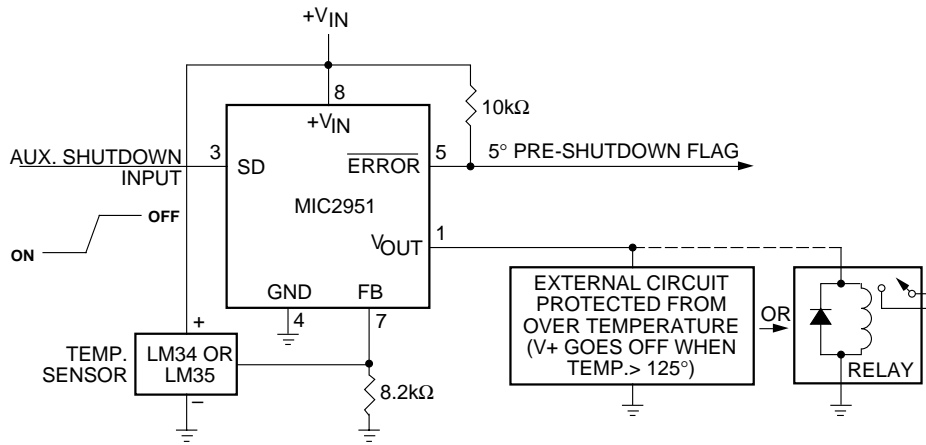 +VIN
8
+VIN
10kΩ
AUX. SHUTDOWN
INPUT
3
SD
ERROR
5
5° PRE-SHUTDOWN FLAG
MIC2951
OFF
ON
VOUT
1
GND
FB
4
7
EXTERNAL CIRCUIT
PROTECTED FROM
OVER TEMPERATURE
(V+ GOES OFF WHEN
TEMP.> 125°)
OR
RELAY
+
TEMP.
SENSOR
LM34 OR
LM35
–
8.2kΩ